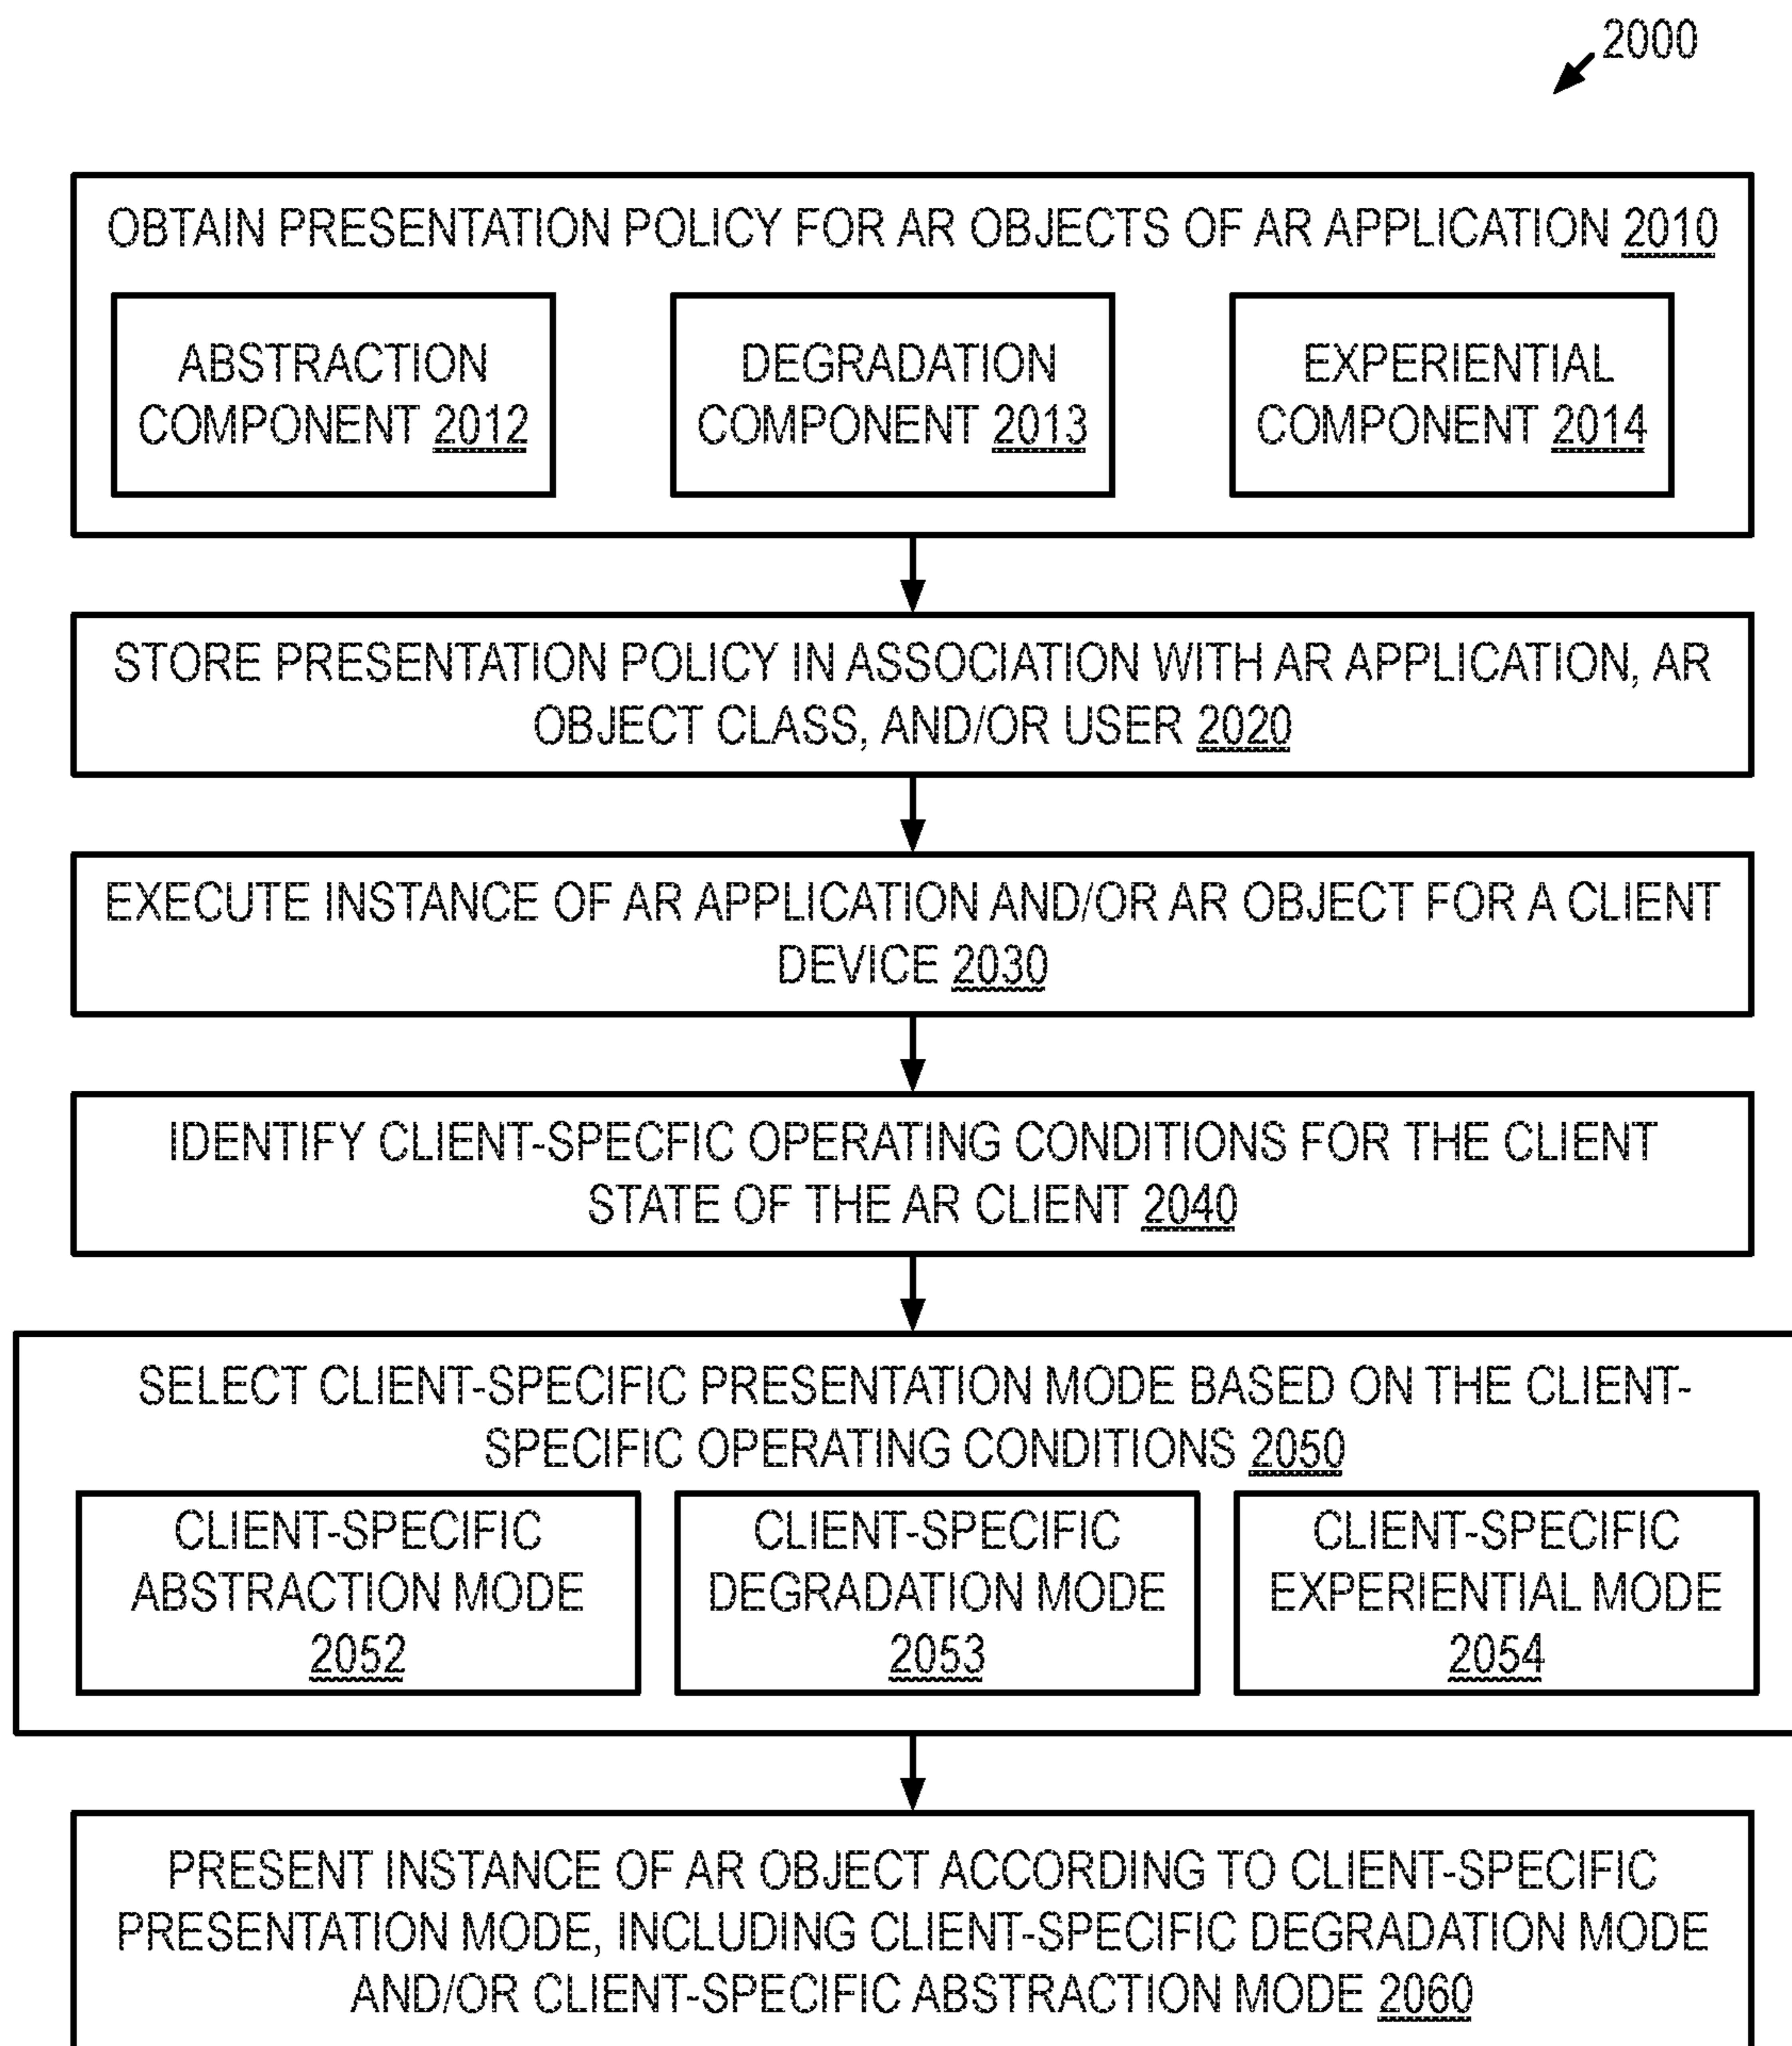 2000
OBTAIN PRESENTATION POLICY FOR AR OBJECTS OF AR APPLICATION 2010
ABSTRACTION
COMPONENT 2012
DEGRADATION
COMPONENT 2013
EXPERIENTIAL
COMPONENT 2014
STORE PRESENTATION POLICY IN ASSOCIATION WITH AR APPLICATION, AR
OBJECT CLASS, AND/OR USER 2020
EXECUTE INSTANCE OF AR APPLICATION AND/OR AR OBJECT FOR A CLIENT
DEVICE 2030
IDENTIFY CLIENT-SPECFIC OPERATING CONDITIONS FOR THE CLIENT
STATE OF THE AR CLIENT 2040
SELECT CLIENT-SPECIFIC PRESENTATION MODE BASED ON THE CLIENT-
SPECIFIC OPERATING CONDITIONS 2050
CLIENT-SPECIFIC
ABSTRACTION MODE
2052
CLIENT-SPECIFIC
DEGRADATION MODE
2053
CLIENT-SPECIFIC
EXPERIENTIAL MODE
2054
PRESENT INSTANCE OF AR OBJECT ACCORDING TO CLIENT-SPECIFIC
PRESENTATION MODE, INCLUDING CLIENT-SPECIFIC DEGRADATION MODE
AND/OR CLIENT-SPECIFIC ABSTRACTION MODE 2060